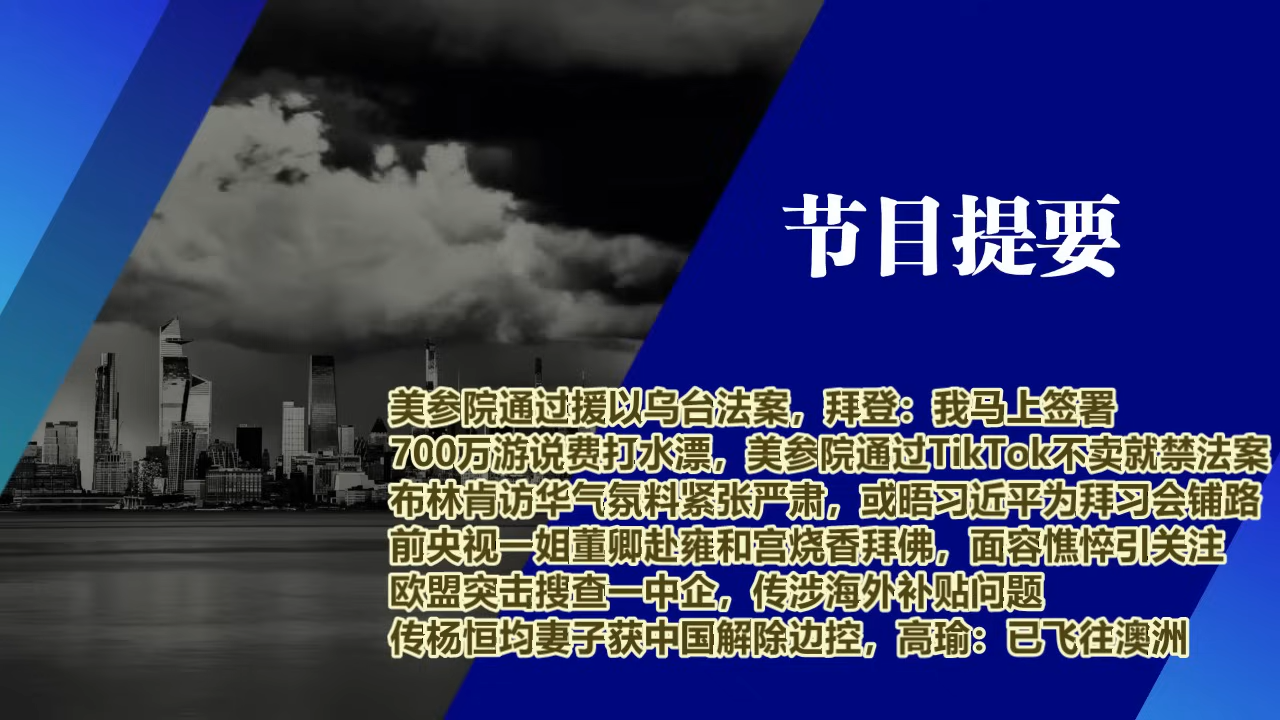 节目提要
美参院通过援以乌台法案，拜登：我马上签署
700万游说费打水漂，美参院通过TikTok不卖就禁法案
布林肯访华气氛料紧张严肃，或晤习近平为拜习会铺路
前央视一姐董卿赴雍和宫烧香拜佛，面容憔悴引关注
欧盟突击搜查一中企，传涉海外补贴问题
传杨恒均妻子获中国解除边控，高瑜：已飞往澳洲